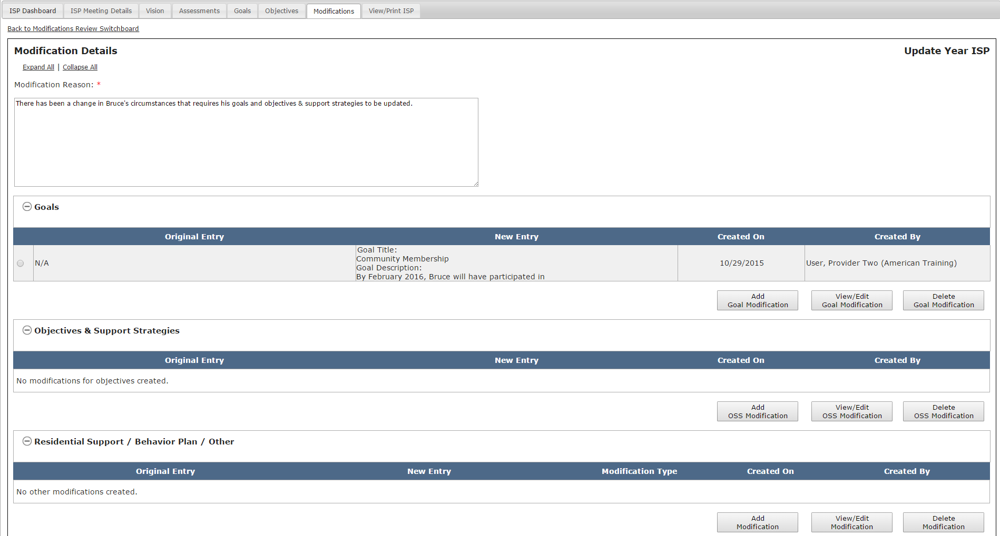 ISP Dashboard ISP Meeting Details Vision Assessments Goals Objectives Modifications View/Print ISP
Back to Modifications Review Switchboard
Modification Details Update Year ISP
Expand All | Collapse All
Modification Reason: *
There has been a change in Bruce's circumstances that requires his goals and objectives & support strategies to be updated.
Goals
Original Entry New Entry Created On Created By
Goal Title:
Community Membership
N/A 10/29/2015 User, Provider Two (American Training)
Goal Description:
By February 2016, Bruce will have participated in
Add View/Edit Delete
Goal Modification Goal Modification Goal Modification
Objectives & Support Strategies
Original Entry New Entry Created On Created By
No modifications for objectives created.
Add View/Edit Delete
OSS Modification OSS Modification OSS Modification
Residential Support / Behavior Plan / Other
Original Entry New Entry Modification Type Created On Created By
No other modifications created.
Add View/Edit Delete
Modification Modification Modification